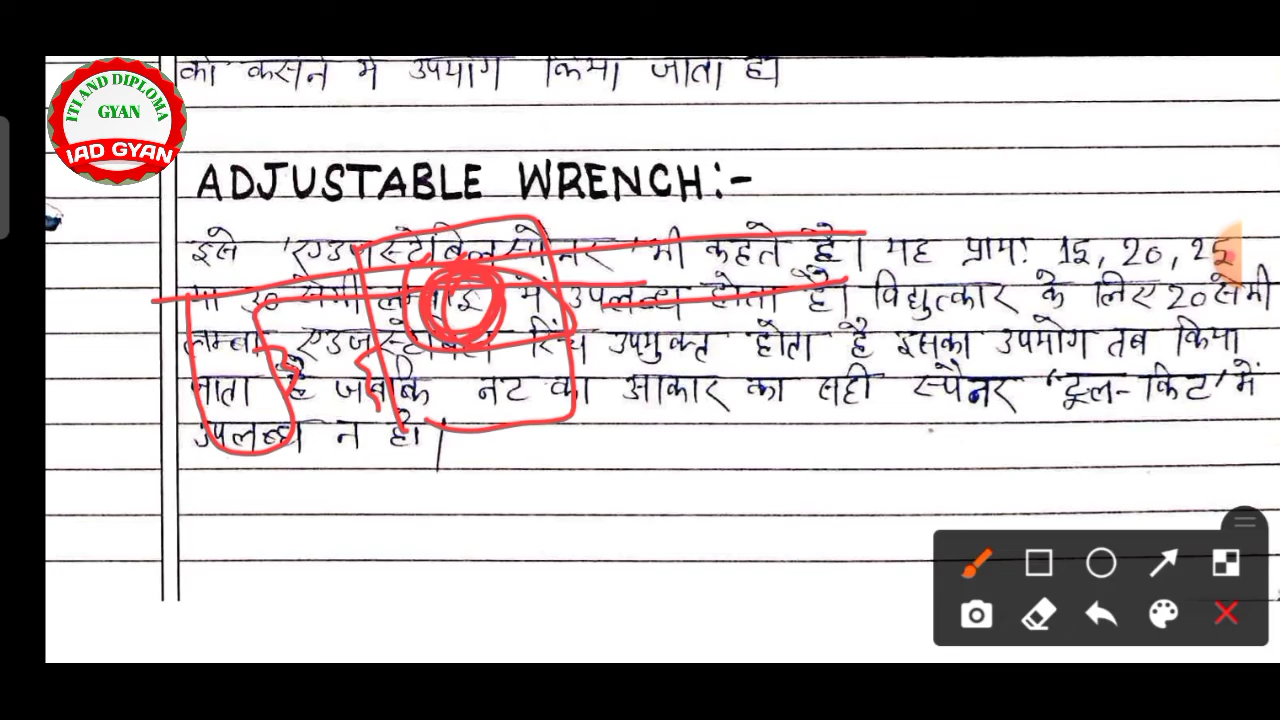 को कसने में उपयोग किया जाता है।
ITI AND DIPLOMA
GYAN
IAD GYAN
ADJUSTABLE WRENCH:-
इसे 'एडजस्टेबिल स्पैनर' भी कहते है। यह प्राय: 15, 20, 25
या 30 सेमी लम्बाई में उपलब्ध होता है। विद्युत्कार के लिए 20 सेमी
लम्बा एडजस्टेबिल रिंच उपयुक्त होता है इसका उपयोग तब किया
जाता है जबकि नट के आकार का सही स्पैनर 'टूल-किट' में
उपलब्ध न हो।